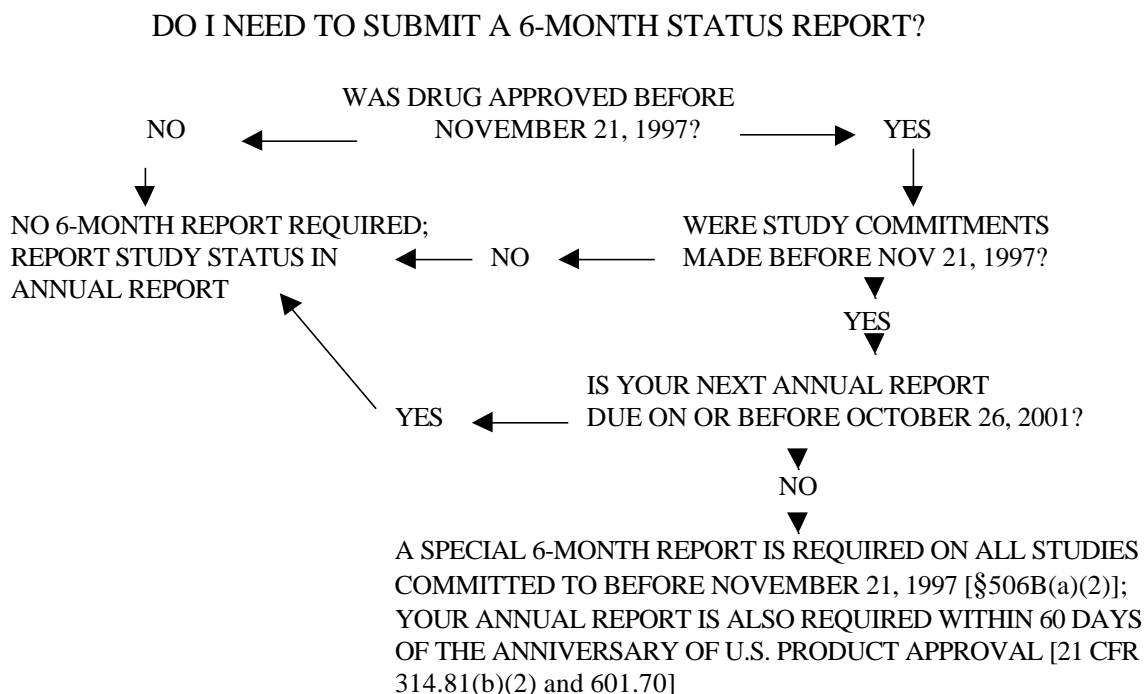 DO I NEED TO SUBMIT A 6-MONTH STATUS REPORT?
WAS DRUG APPROVED BEFORE
NOVEMBER 21, 1997?
NO
YES
NO 6-MONTH REPORT REQUIRED;
REPORT STUDY STATUS IN
ANNUAL REPORT
NO
WERE STUDY COMMITMENTS
MADE BEFORE NOV 21, 1997?
YES
IS YOUR NEXT ANNUAL REPORT
DUE ON OR BEFORE OCTOBER 26, 2001?
YES
NO
A SPECIAL 6-MONTH REPORT IS REQUIRED ON ALL STUDIES
COMMITTED TO BEFORE NOVEMBER 21, 1997 [§506B(a)(2)];
YOUR ANNUAL REPORT IS ALSO REQUIRED WITHIN 60 DAYS
OF THE ANNIVERSARY OF U.S. PRODUCT APPROVAL [21 CFR
314.81(b)(2) and 601.70]